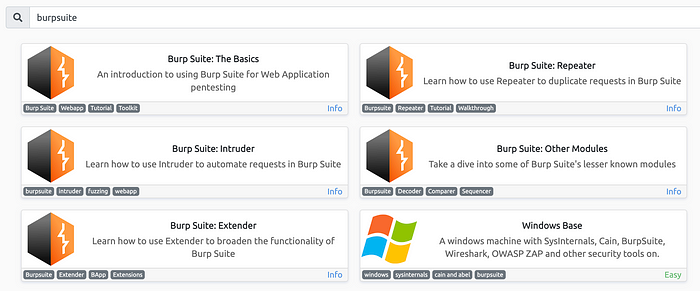 burpsuite
Burp Suite: The Basics
An introduction to using Burp Suite for Web Application
pentesting
Burp Suite Webapp Tutorial Toolkit
Info
Burp Suite: Repeater
Learn how to use Repeater to duplicate requests in Burp Suite
Burpsuite Repeater Tutorial Walkthrough
Info
Burp Suite: Intruder
Learn how to use Intruder to automate requests in Burp Suite
burpsuite intruder fuzzing webapp
Info
Burp Suite: Other Modules
Take a dive into some of Burp Suite's lesser known modules
Burpsuite Decoder Comparer Sequencer
Info
Burp Suite: Extender
Learn how to use Extender to broaden the functionality of
Burp Suite
Burpsuite Extender BApp Extensions
Info
Windows Base
A windows machine with SysInternals, Cain, BurpSuite,
Wireshark, OWASP ZAP and other security tools on.
windows sysinternals cain and abel burpsuite
Easy